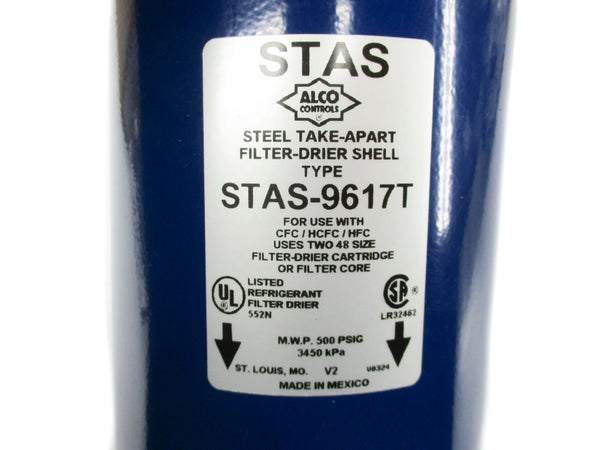 STAS
ALCO
CONTROLS
®
STEEL TAKE-APART
FILTER-DRIER SHELL
TYPE
STAS-9617T
FOR USE WITH
CFC / HCFC / HFC
USES TWO 48 SIZE
FILTER-DRIER CARTRIDGE
OR FILTER CORE
UL ®
LISTED
REFRIGERANT
FILTER DRIER
552N
SA ®
LR32462
M.W.P. 500 PSIG
3450 kPa
ST. LOUIS, MO. V2 U0324
MADE IN MEXICO